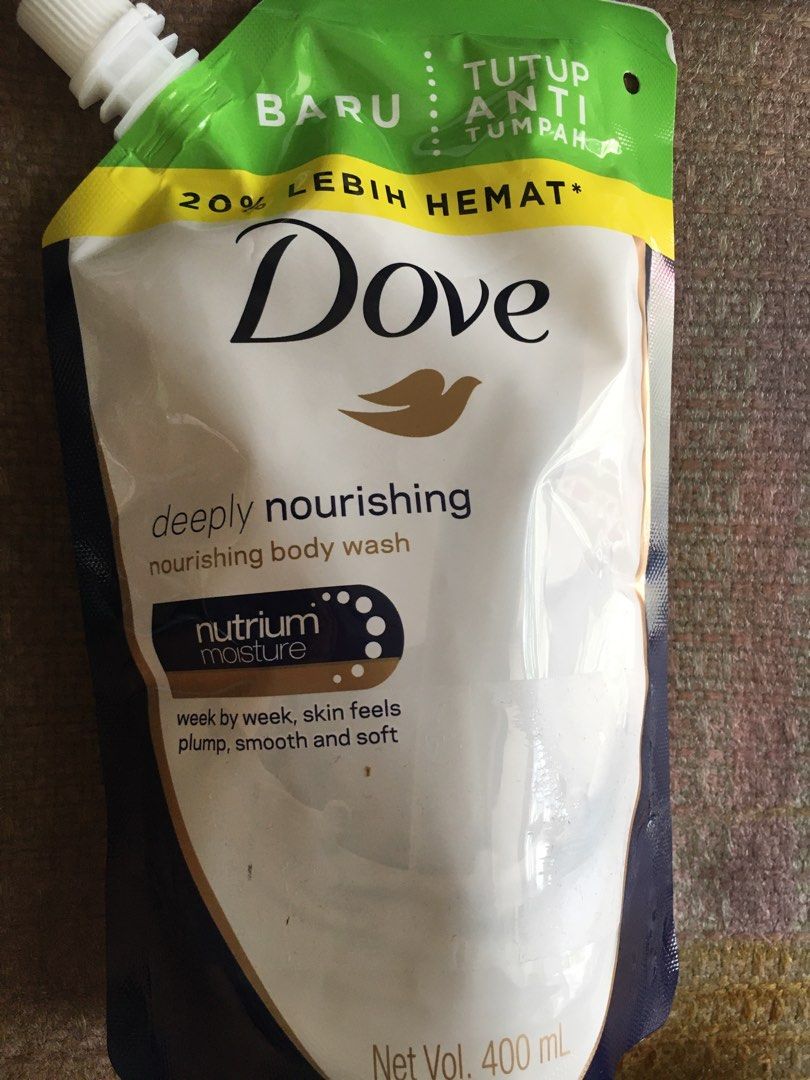 BARU
TUTUP
ANTI
TUMPAH
20% LEBIH HEMAT*
Dove
deeply nourishing
nourishing body wash
nutrium
moisture
week by week, skin feels
plump, smooth and soft
Net Vol. 400 mL